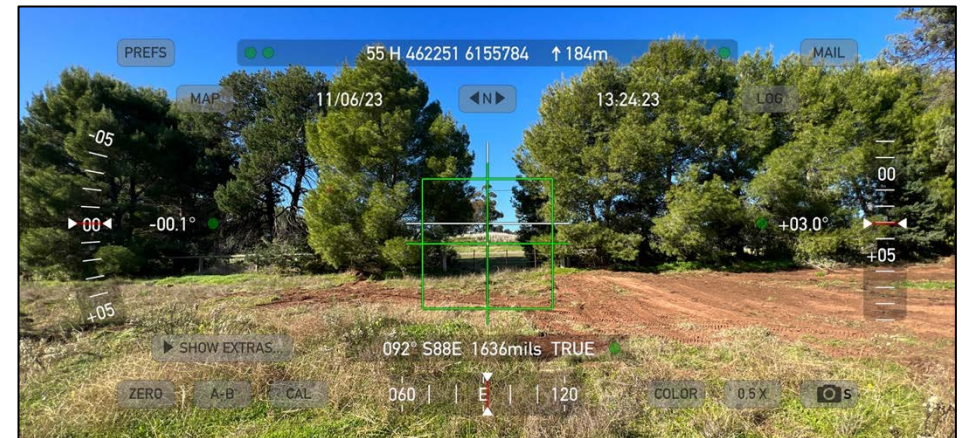 PREFS 55 H 462251 6155784 ↑ 184m MAIL
MAP 11/06/23 ◀N▶ 13:24:23 LOG
-05
00
00 -00.1° +03.0°
+05
+05
▶ SHOW EXTRAS... 092° S88E 1636mils TRUE
ZERO A-B CAL 060 | | E | | 120 COLOR 0.5 X S